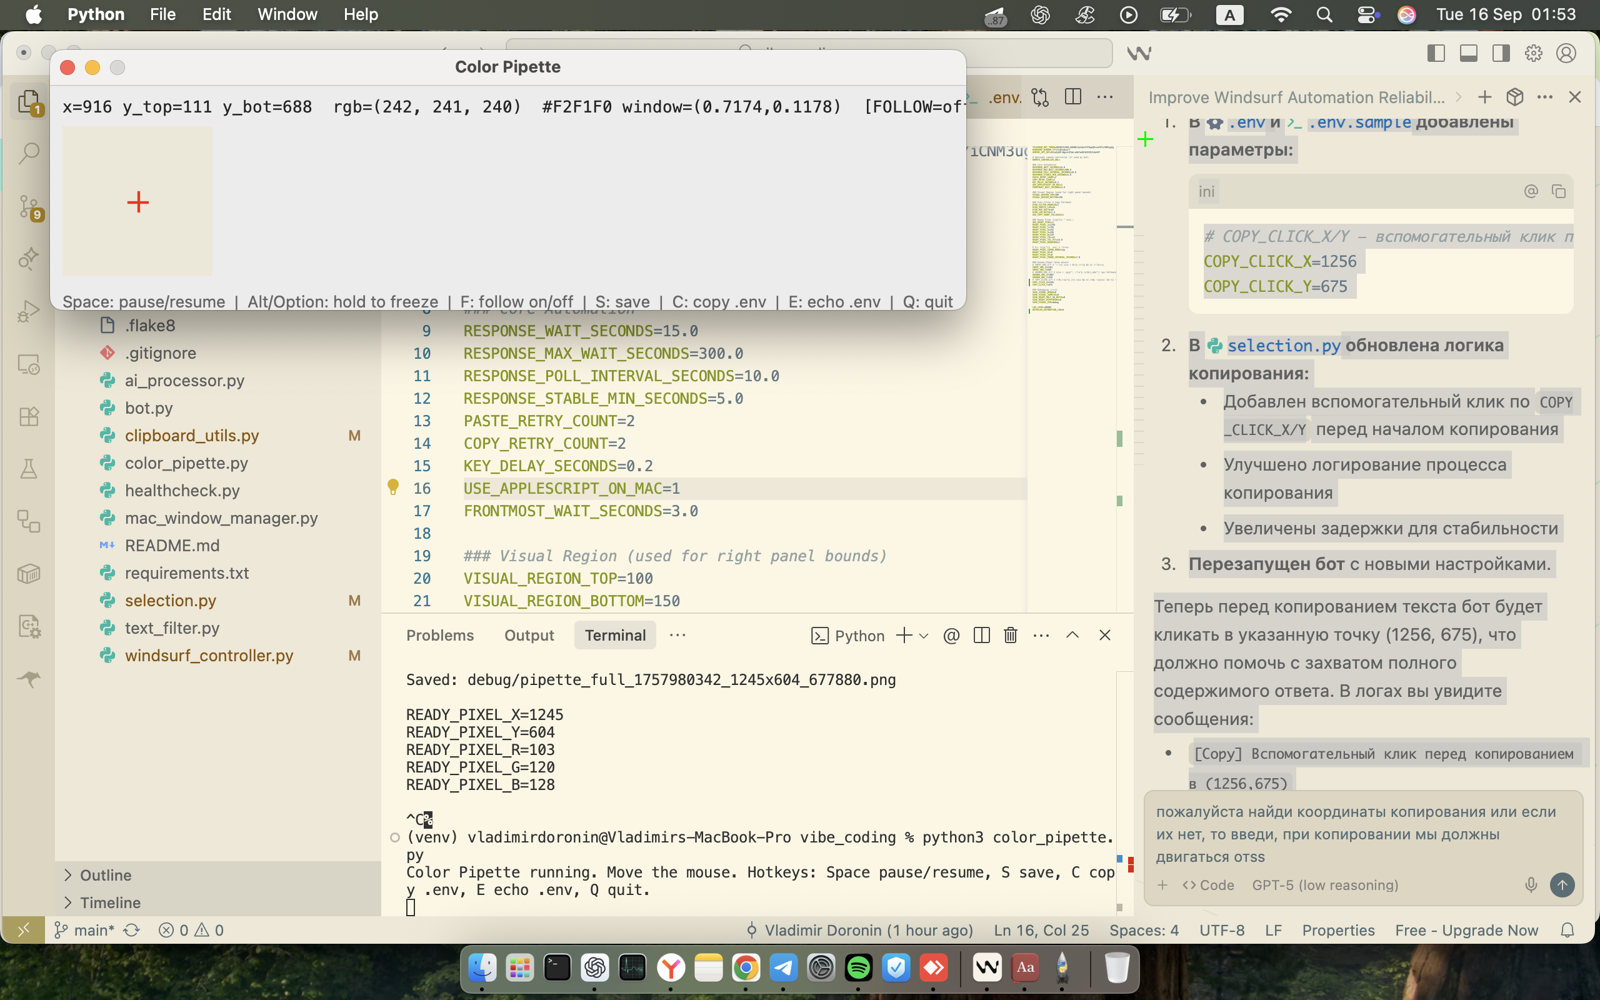 Python File Edit Window Help
87
A
Tue 16 Sep 01:53
Color Pipette
x=916 y_top=111 y_bot=688 rgb=(242, 241, 240) #F2F1F0 window=(0.7174,0.1178) [FOLLOW=of
Space: pause/resume | Alt/Option: hold to freeze | F: follow on/off | S: save | C: copy .env | E: echo .env | Q: quit
1
9
.flake8
.gitignore
ai_processor.py
bot.py
clipboard_utils.py M
color_pipette.py
healthcheck.py
mac_window_manager.py
README.md
requirements.txt
selection.py M
text_filter.py
windsurf_controller.py M
Outline
Timeline
.env.
9 RESPONSE_WAIT_SECONDS=15.0
10 RESPONSE_MAX_WAIT_SECONDS=300.0
11 RESPONSE_POLL_INTERVAL_SECONDS=10.0
12 RESPONSE_STABLE_MIN_SECONDS=5.0
13 PASTE_RETRY_COUNT=2
14 COPY_RETRY_COUNT=2
15 KEY_DELAY_SECONDS=0.2
16 USE_APPLESCRIPT_ON_MAC=1
17 FRONTMOST_WAIT_SECONDS=3.0
18
19 ### Visual Region (used for right panel bounds)
20 VISUAL_REGION_TOP=100
21 VISUAL_REGION_BOTTOM=150
Problems Output Terminal ··· Python
Saved: debug/pipette_full_1757980342_1245x604_677880.png
READY_PIXEL_X=1245
READY_PIXEL_Y=604
READY_PIXEL_R=103
READY_PIXEL_G=120
READY_PIXEL_B=128
^C%
(venv) vladimirdoronin@Vladimirs-MacBook-Pro vibe_coding % python3 color_pipette.
py
Color Pipette running. Move the mouse. Hotkeys: Space pause/resume, S save, C cop
y .env, E echo .env, Q quit.
Improve Windsurf Automation Reliabil...
1. В .env и .env.sample добавлены
параметры:
ini
# COPY_CLICK_X/Y — вспомогательный клик п
COPY_CLICK_X=1256
COPY_CLICK_Y=675
2. В selection.py обновлена логика
копирования:
• Добавлен вспомогательный клик по COPY
_CLICK_X/Y перед началом копирования
• Улучшено логирование процесса
копирования
• Увеличены задержки для стабильности
3. Перезапущен бот с новыми настройками.
Теперь перед копированием текста бот будет
кликать в указанную точку (1256, 675), что
должно помочь с захватом полного
содержимого ответа. В логах вы увидите
сообщения:
• [Copy] Вспомогательный клик перед копированием
в (1256,675)
пожалуйста найди координаты копирования или если
их нет, то введи, при копировании мы должны
двигаться отss
+ <> Code GPT-5 (low reasoning)
main* 0 0 Vladimir Doronin (1 hour ago) Ln 16, Col 25 Spaces: 4 UTF-8 LF Properties Free - Upgrade Now
Aa